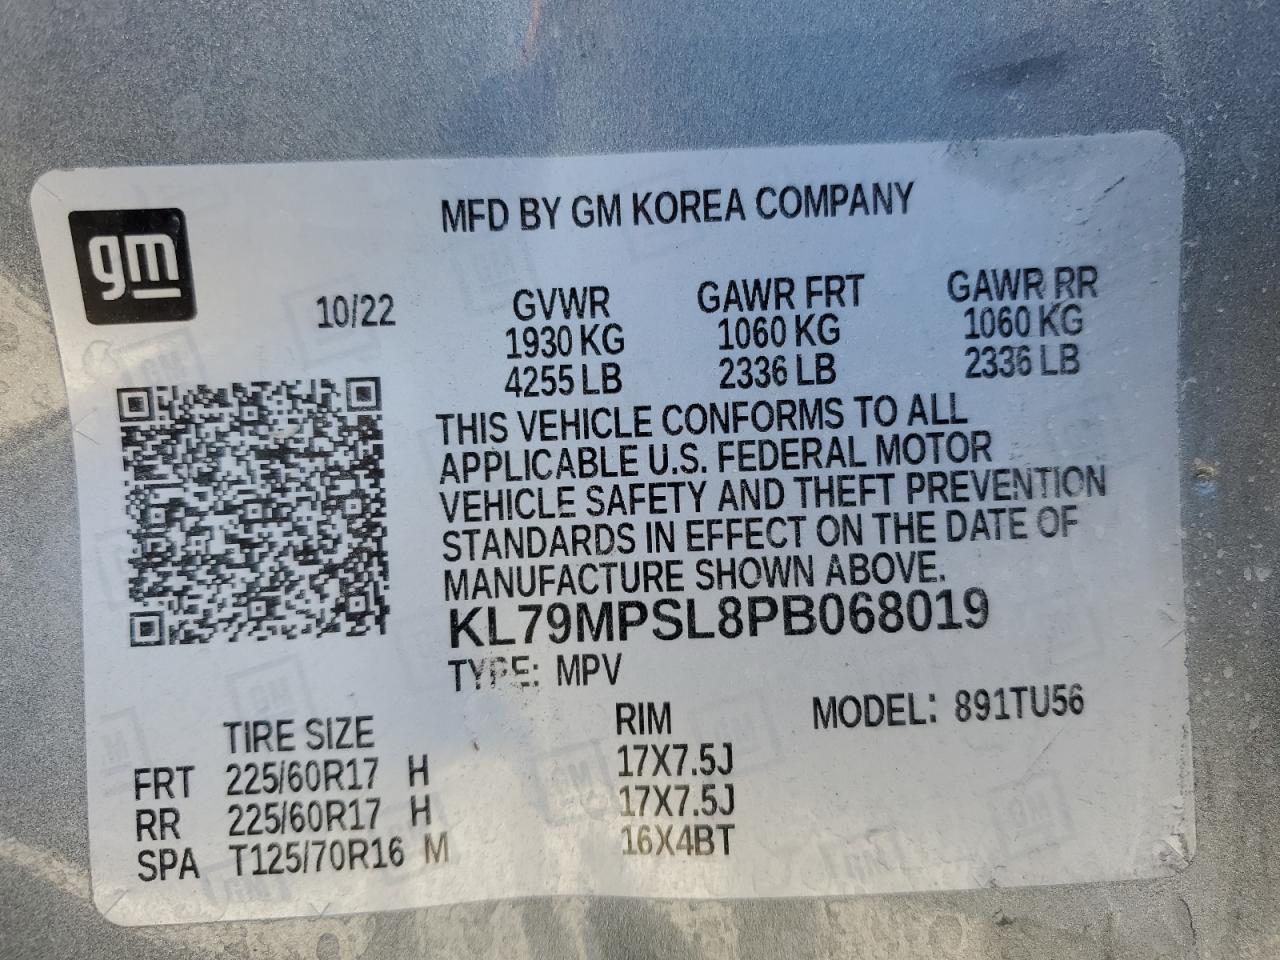 gm
MFD BY GM KOREA COMPANY
10/22
GVWR GAWR FRT GAWR RR
1930 KG 1060 KG 1060 KG
4255 LB 2336 LB 2336 LB
THIS VEHICLE CONFORMS TO ALL
APPLICABLE U.S. FEDERAL MOTOR
VEHICLE SAFETY AND THEFT PREVENTION
STANDARDS IN EFFECT ON THE DATE OF
MANUFACTURE SHOWN ABOVE.
KL79MPSL8PB068019
TYPE: MPV
MODEL: 891TU56
TIRE SIZE RIM
FRT 225/60R17 H 17X7.5J
RR 225/60R17 H 17X7.5J
SPA T125/70R16 M 16X4BT